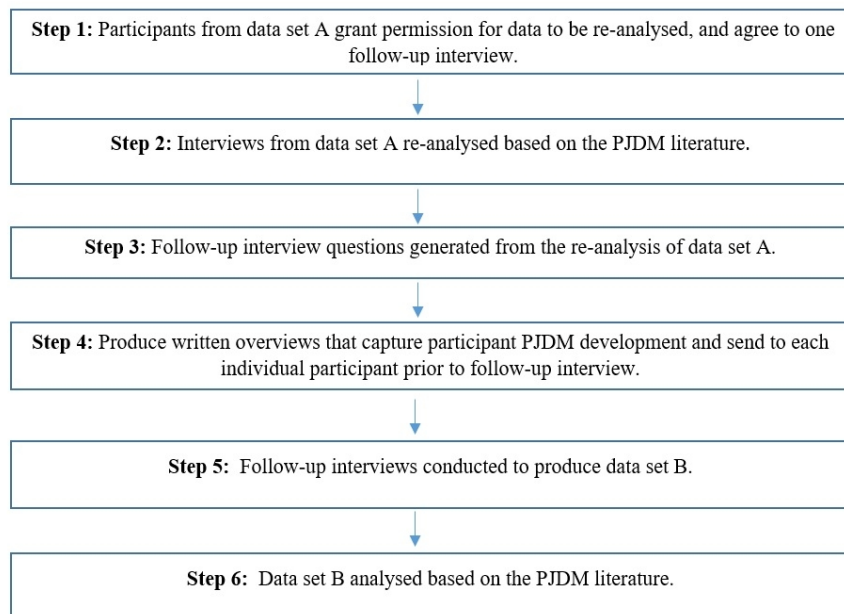 Step 1: Participants from data set A grant permission for data to be re-analysed, and agree to one
follow-up interview.
Step 2: Interviews from data set A re-analysed based on the PJDM literature.
Step 3: Follow-up interview questions generated from the re-analysis of data set A.
Step 4: Produce written overviews that capture participant PJDM development and send to each
individual participant prior to follow-up interview.
Step 5: Follow-up interviews conducted to produce data set B.
Step 6: Data set B analysed based on the PJDM literature.